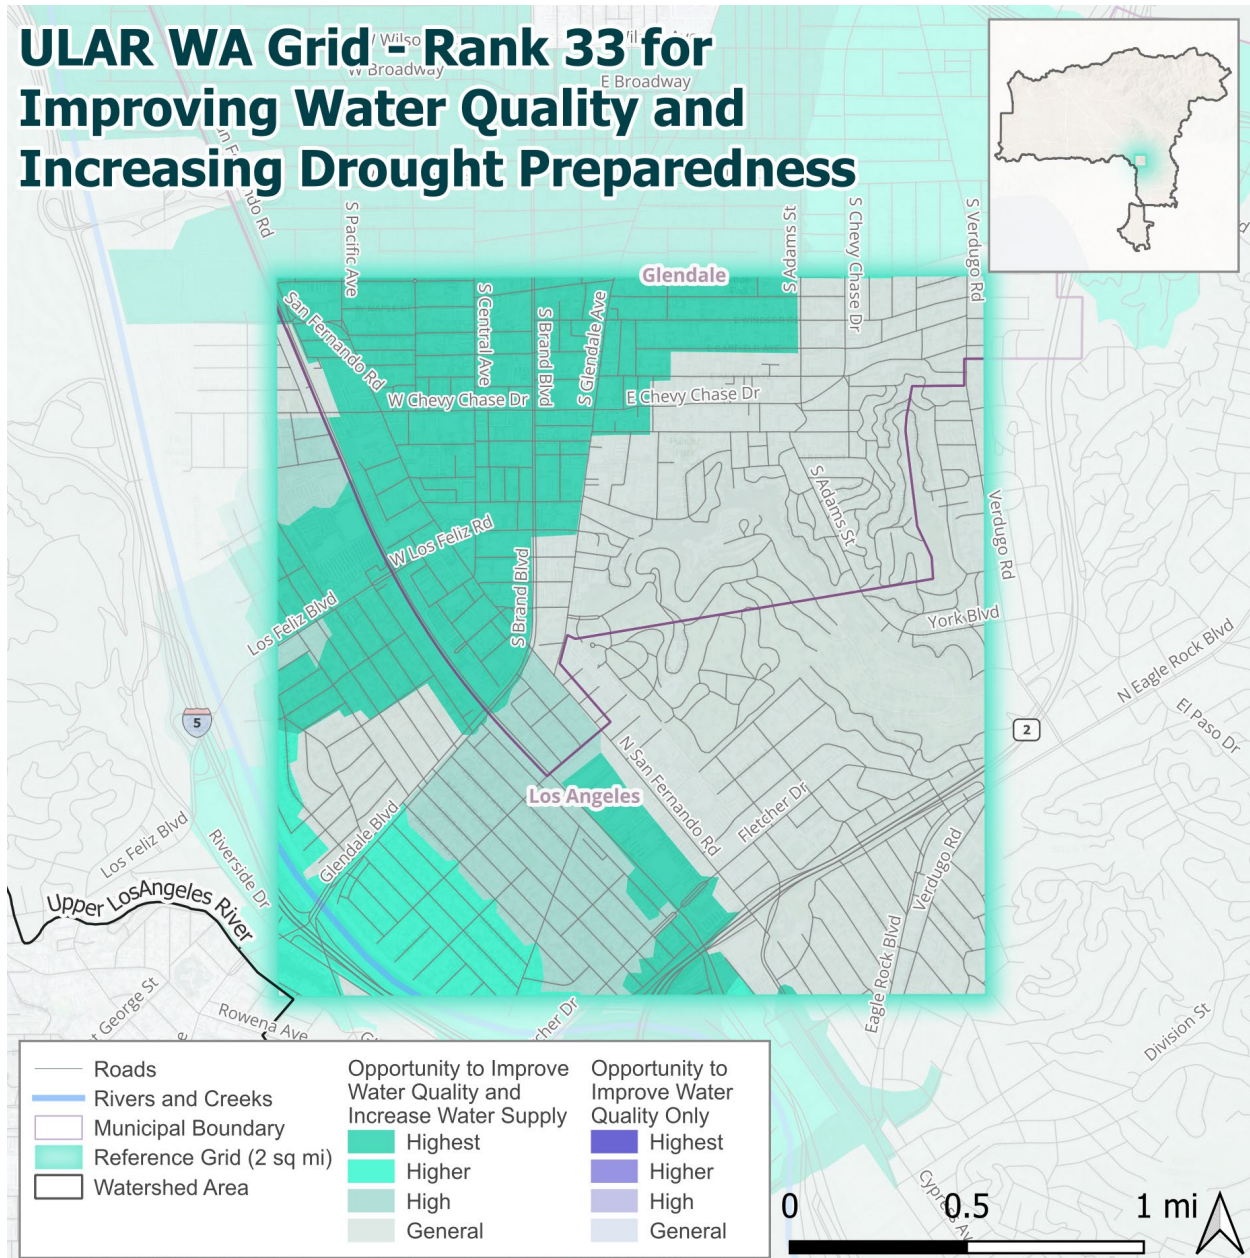 ULAR WA Grid - Rank 33 for
Improving Water Quality and
Increasing Drought Preparedness
W Broadway
E Broadway
S Pacific Ave
S Adams St
S Chevy Chase Dr
S Verdugo Rd
Glendale
San Fernando Rd
S Central Ave
S Brand Blvd
S Glendale Ave
W Chevy Chase Dr
E Chevy Chase Dr
S Adams St
Verdugo Rd
W Los Feliz Rd
Los Feliz Blvd
S Brand Blvd
York Blvd
N Eagle Rock Blvd
El Paso Dr
5
2
N San Fernando Rd
Los Angeles
Fletcher Dr
Glendale Blvd
Los Feliz Blvd
Riverside Dr
Verdugo Rd
Upper Los Angeles River
Eagle Rock Blvd
t George St
Rowena Ave
cher Dr
Division St
Roads
Rivers and Creeks
Municipal Boundary
Reference Grid (2 sq mi)
Watershed Area
Opportunity to Improve
Water Quality and
Increase Water Supply
Highest
Higher
High
General
Opportunity to
Improve Water
Quality Only
Highest
Higher
High
General
0 0.5 1 mi